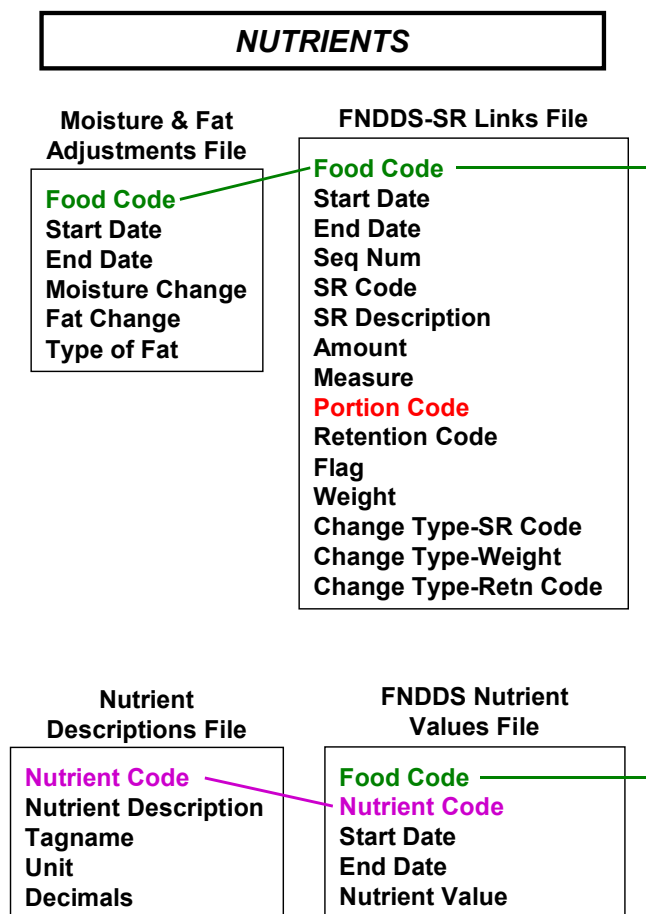 NUTRIENTS
Moisture & Fat
Adjustments File
Food Code
Start Date
End Date
Moisture Change
Fat Change
Type of Fat
FNDDS-SR Links File
Food Code
Start Date
End Date
Seq Num
SR Code
SR Description
Amount
Measure
Portion Code
Retention Code
Flag
Weight
Change Type-SR Code
Change Type-Weight
Change Type-Retn Code
Nutrient
Descriptions File
Nutrient Code
Nutrient Description
Tagname
Unit
Decimals
FNDDS Nutrient
Values File
Food Code
Nutrient Code
Start Date
End Date
Nutrient Value